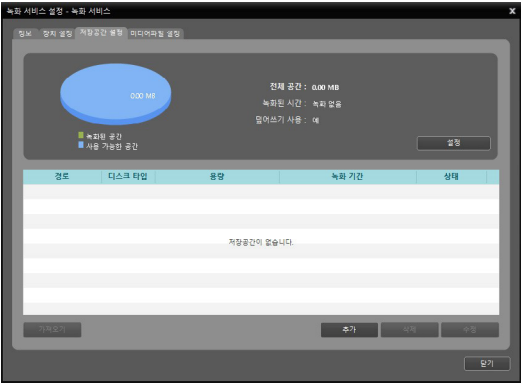 녹화 서비스 설정 - 녹화 서비스
x
정보 장치 설정 저장공간 설정 미디어파일 설정
0.00 MB
녹화된 공간
사용 가능한 공간
전체 공간 : 0.00 MB
녹화된 시간 : 녹화 없음
덮어쓰기 사용 : 예
설정
경로 디스크 타입 용량 녹화 기간 상태
저장공간이 없습니다.
가져오기 추가 삭제 수정
닫기